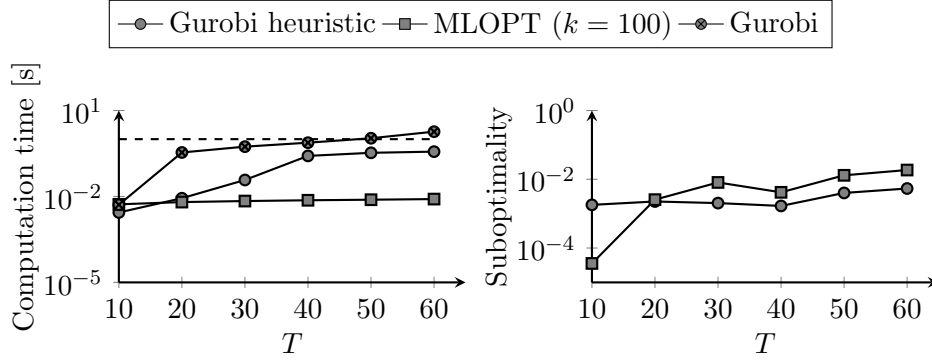 Gurobi heuristic MLOPT (k = 100) Gurobi
Computation time [s]
10^1
10^−2
10^−5
10 20 30 40 50 60
T
Suboptimality
10^0
10^−2
10^−4
10 20 30 40 50 60
T